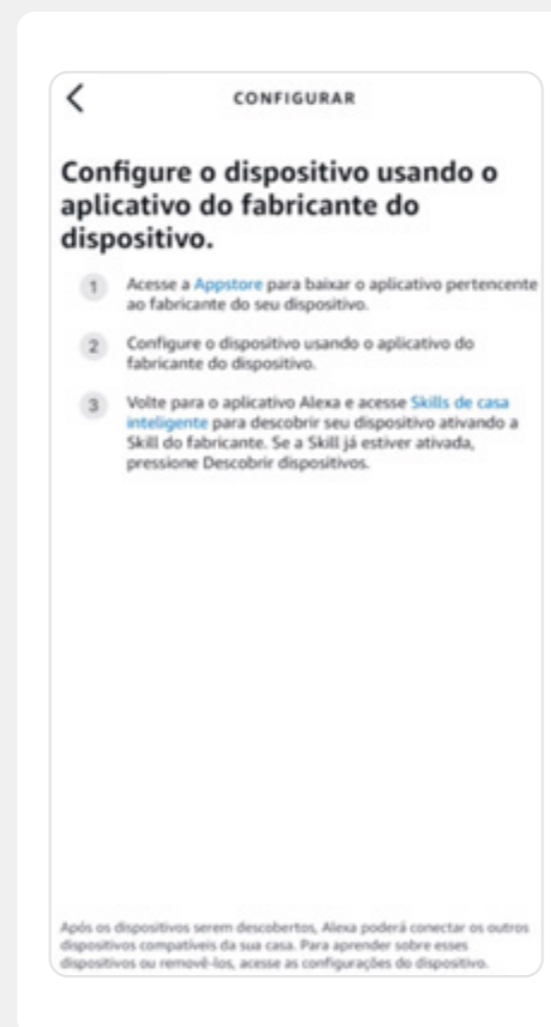 CONFIGURAR
Configure o dispositivo usando o
aplicativo do fabricante do
dispositivo.
1 Acesse a Appstore para baixar o aplicativo pertencente
ao fabricante do seu dispositivo.
2 Configure o dispositivo usando o aplicativo do
fabricante do dispositivo.
3 Volte para o aplicativo Alexa e acesse Skills de casa
inteligente para descobrir seu dispositivo ativando a
Skill do fabricante. Se a Skill já estiver ativada,
pressione Descobrir dispositivos.
Após os dispositivos serem descobertos, Alexa poderá conectar os outros
dispositivos compatíveis da sua casa. Para aprender sobre esses
dispositivos ou removê-los, acesse as configurações do dispositivo.